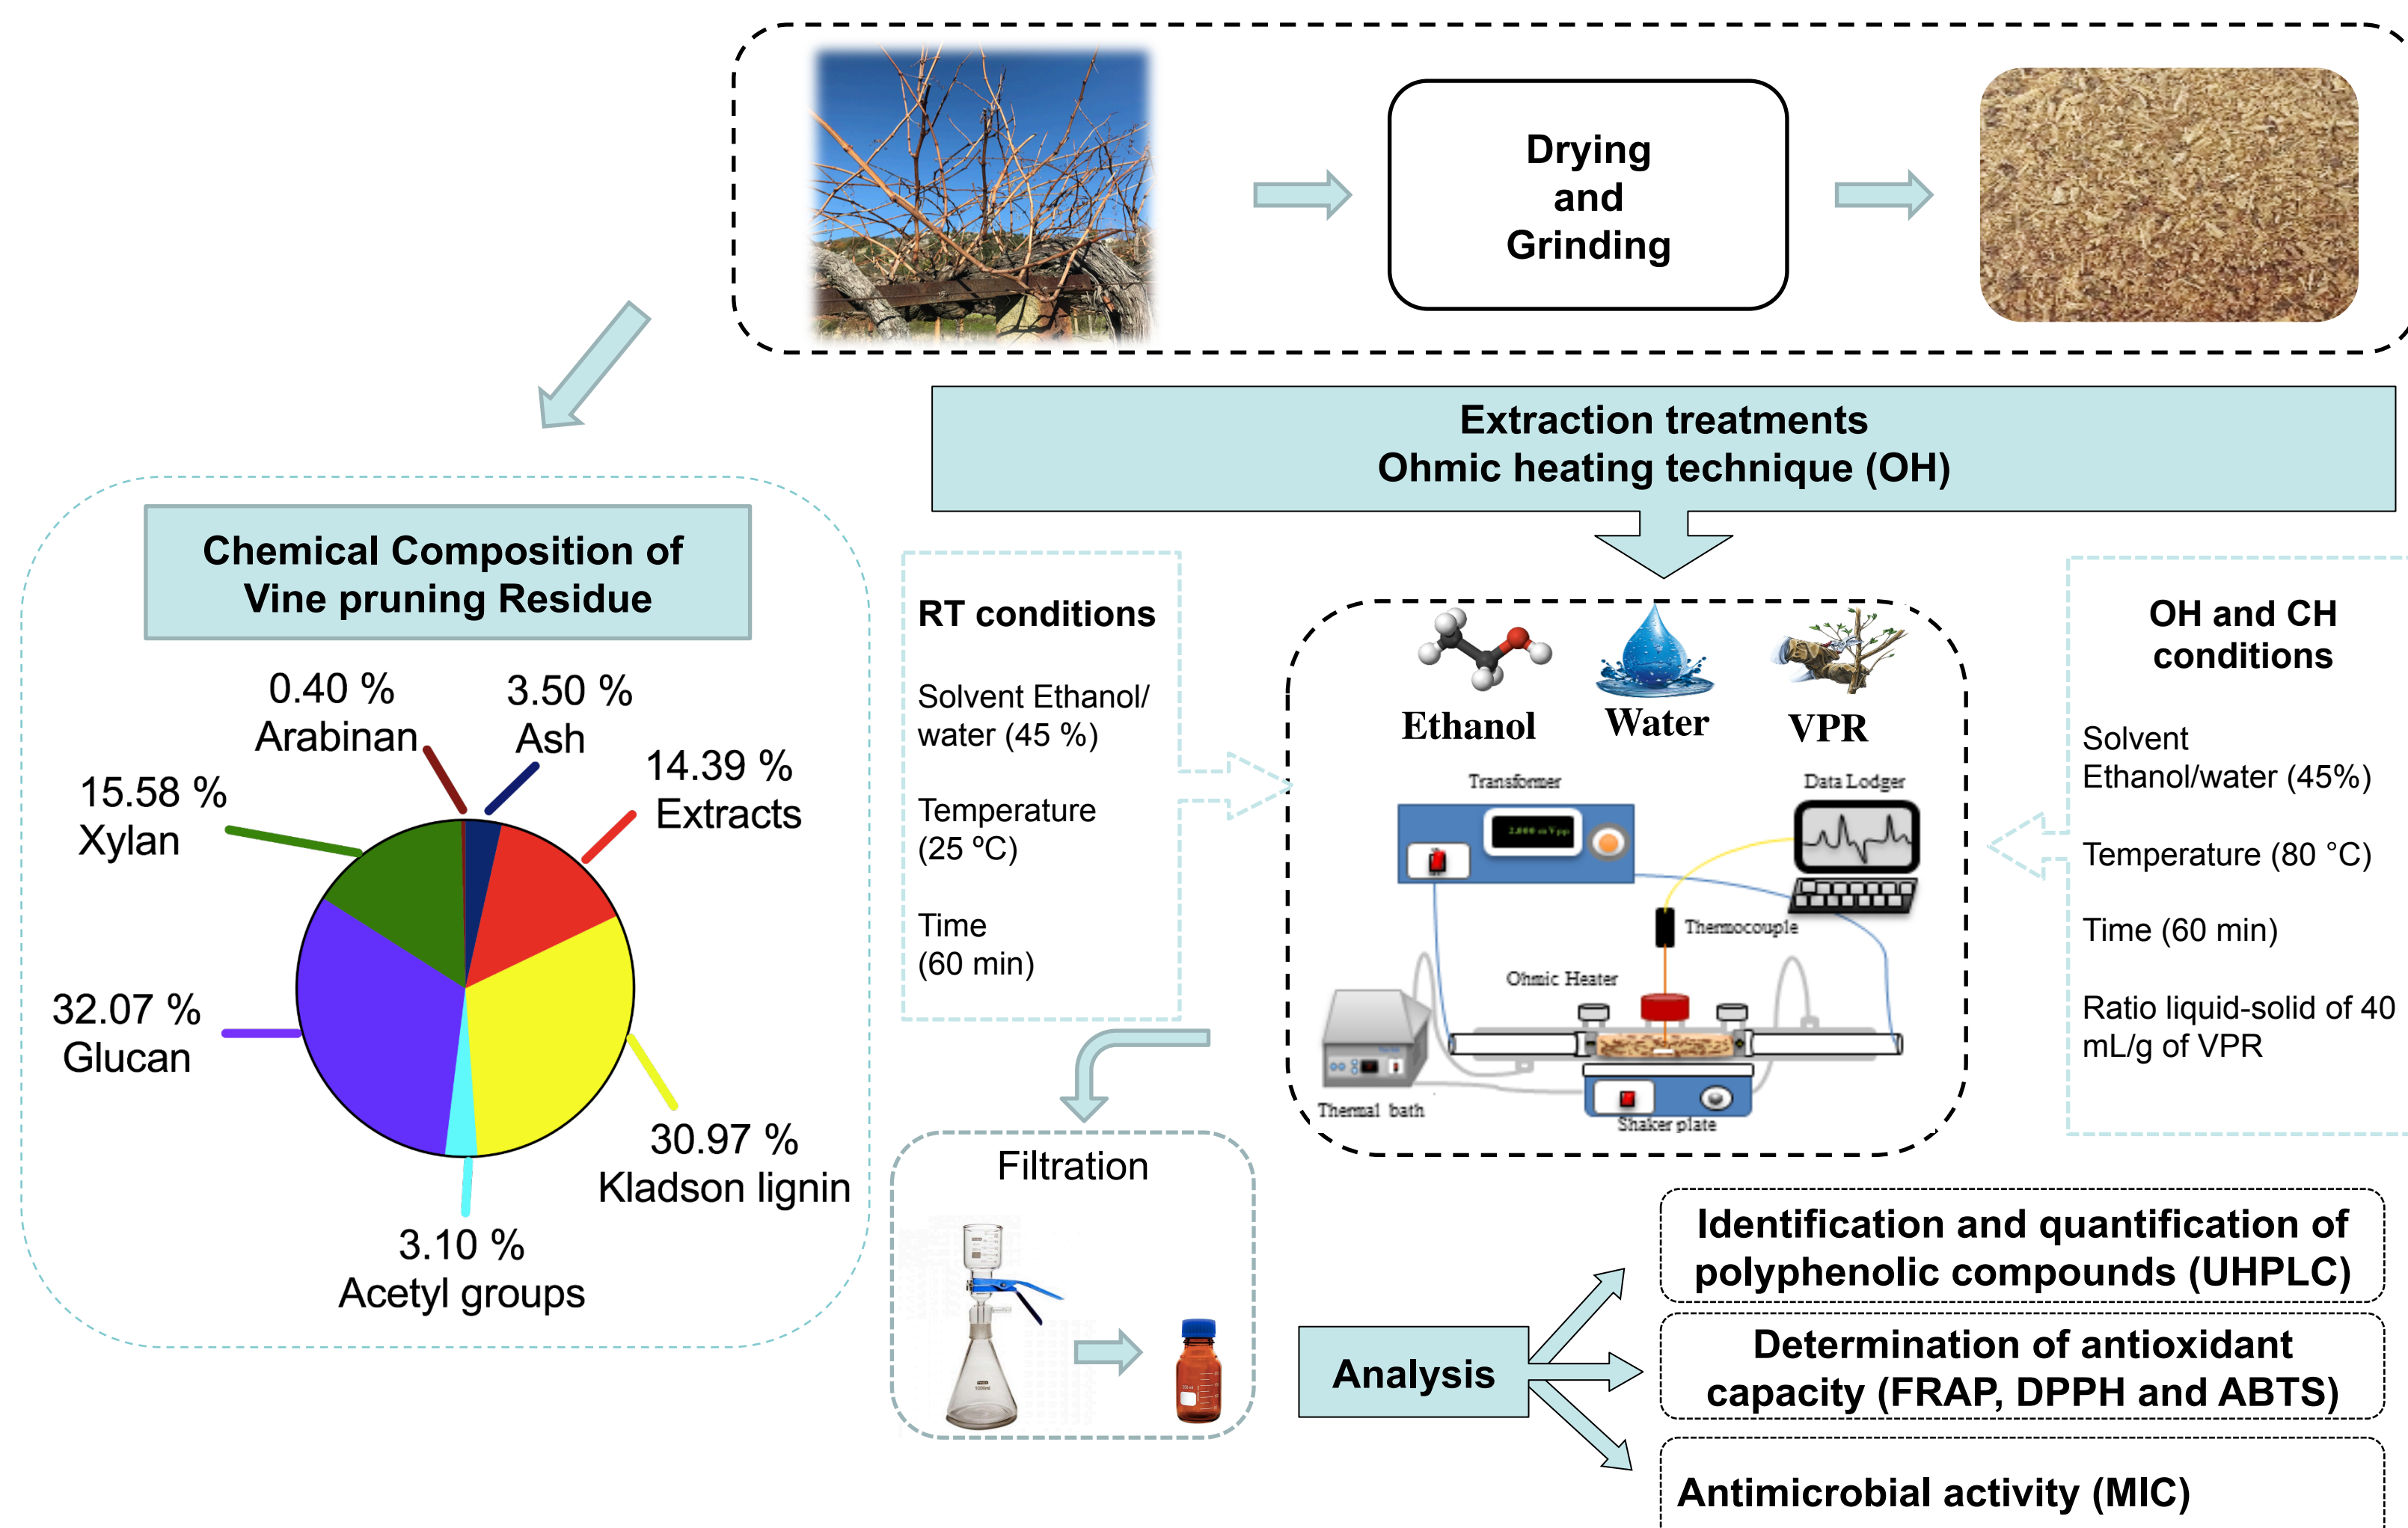 Drying
and
Grinding
Extraction treatments
Ohmic heating technique (OH)
Chemical Composition of
Vine pruning Residue
0.40 %
Arabinan
3.50 %
Ash
14.39 %
Extracts
15.58 %
Xylan
32.07 %
Glucan
30.97 %
Kladson lignin
3.10 %
Acetyl groups
RT conditions
Solvent Ethanol/
water (45 %)
Temperature
(25 ºC)
Time
(60 min)
Ethanol
Water
VPR
Transformer
Data Lodger
2.000 mVpp
Thermocouple
Ohmic Heater
Thermal bath
Shaker plate
OH and CH
conditions
Solvent
Ethanol/water (45%)
Temperature (80 °C)
Time (60 min)
Ratio liquid-solid of 40
mL/g of VPR
Filtration
Analysis
Identification and quantification of
polyphenolic compounds (UHPLC)
Determination of antioxidant
capacity (FRAP, DPPH and ABTS)
Antimicrobial activity (MIC)